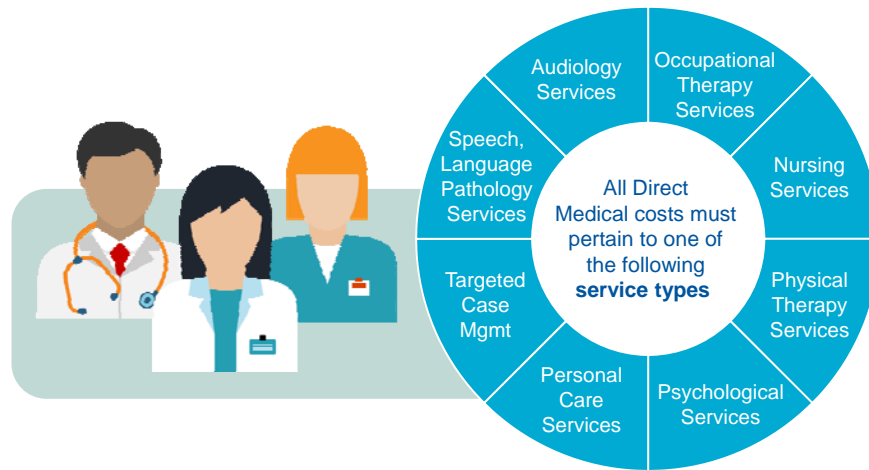 All Direct
Medical costs must
pertain to one of
the following
service types
Occupational
Therapy
Services
Nursing
Services
Physical
Therapy
Services
Psychological
Services
Personal
Care
Services
Targeted
Case
Mgmt
Speech,
Language
Pathology
Services
Audiology
Services